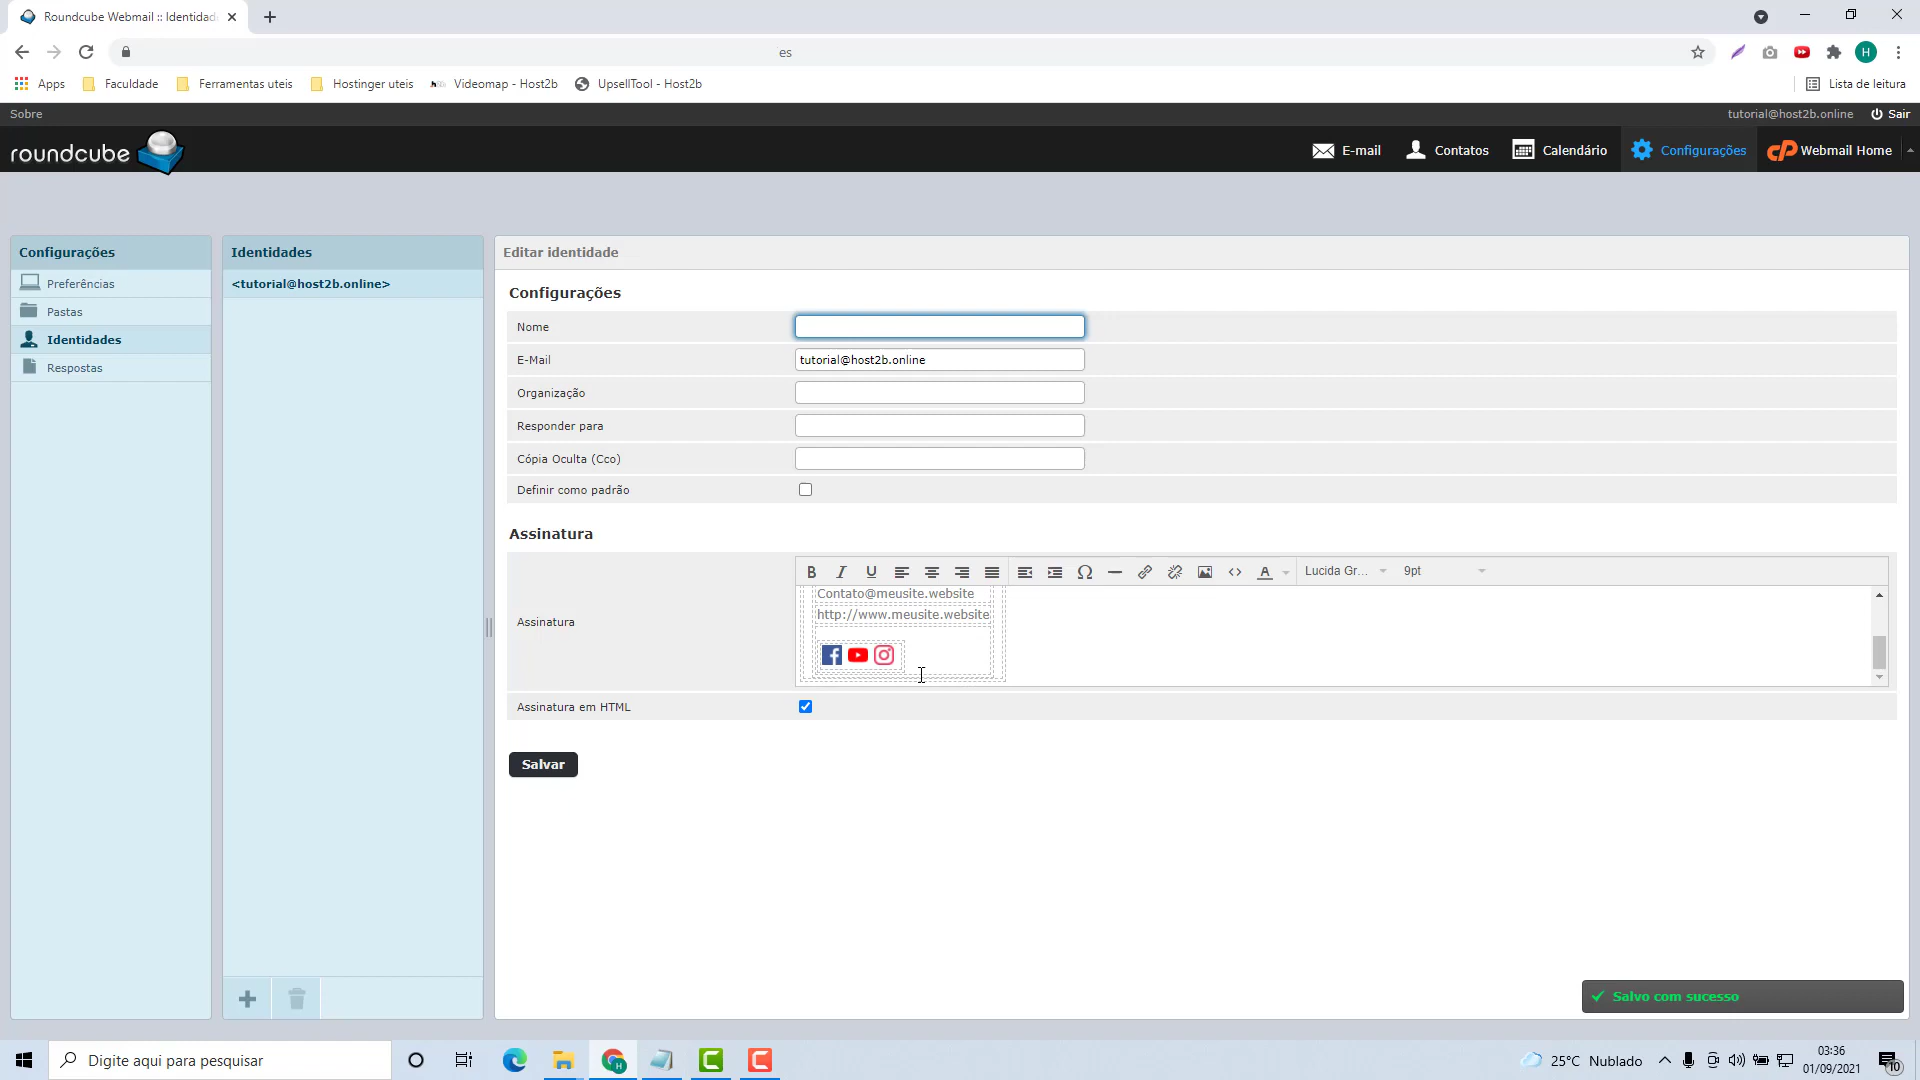 Roundcube Webmail :: Identidad
es
Apps
Faculdade
Ferramentas uteis
Hostinger uteis
Videomap - Host2b
UpsellTool - Host2b
Lista de leitura
H
Sobre
tutorial@host2b.online
Sair
roundcube
E-mail
Contatos
Calendário
Configurações
cP Webmail Home
Configurações
Preferências
Pastas
Identidades
Respostas
Identidades
<tutorial@host2b.online>
Editar identidade
Configurações
Nome
E-Mail
tutorial@host2b.online
Organização
Responder para
Cópia Oculta (Cco)
Definir como padrão
Assinatura
B I U
A
Lucida Gr...
9pt
Assinatura
Contato@meusite.website
http://www.meusite.website
Assinatura em HTML
Salvar
Salvo com sucesso
Digite aqui para pesquisar
25°C Nublado
03:36
01/09/2021
10